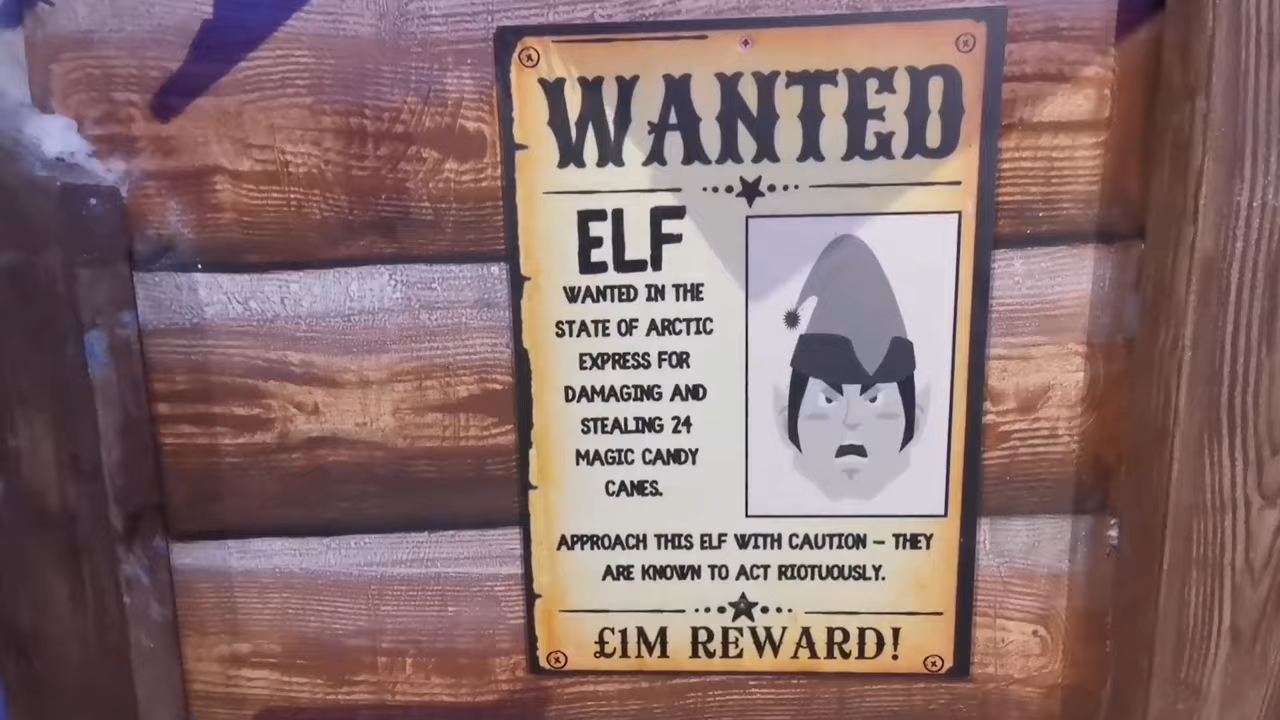 WANTED
ELF
WANTED IN THE
STATE OF ARCTIC
EXPRESS FOR
DAMAGING AND
STEALING 24
MAGIC CANDY
CANES.
APPROACH THIS ELF WITH CAUTION – THEY
ARE KNOWN TO ACT RIOTUOUSLY.
£1M REWARD!